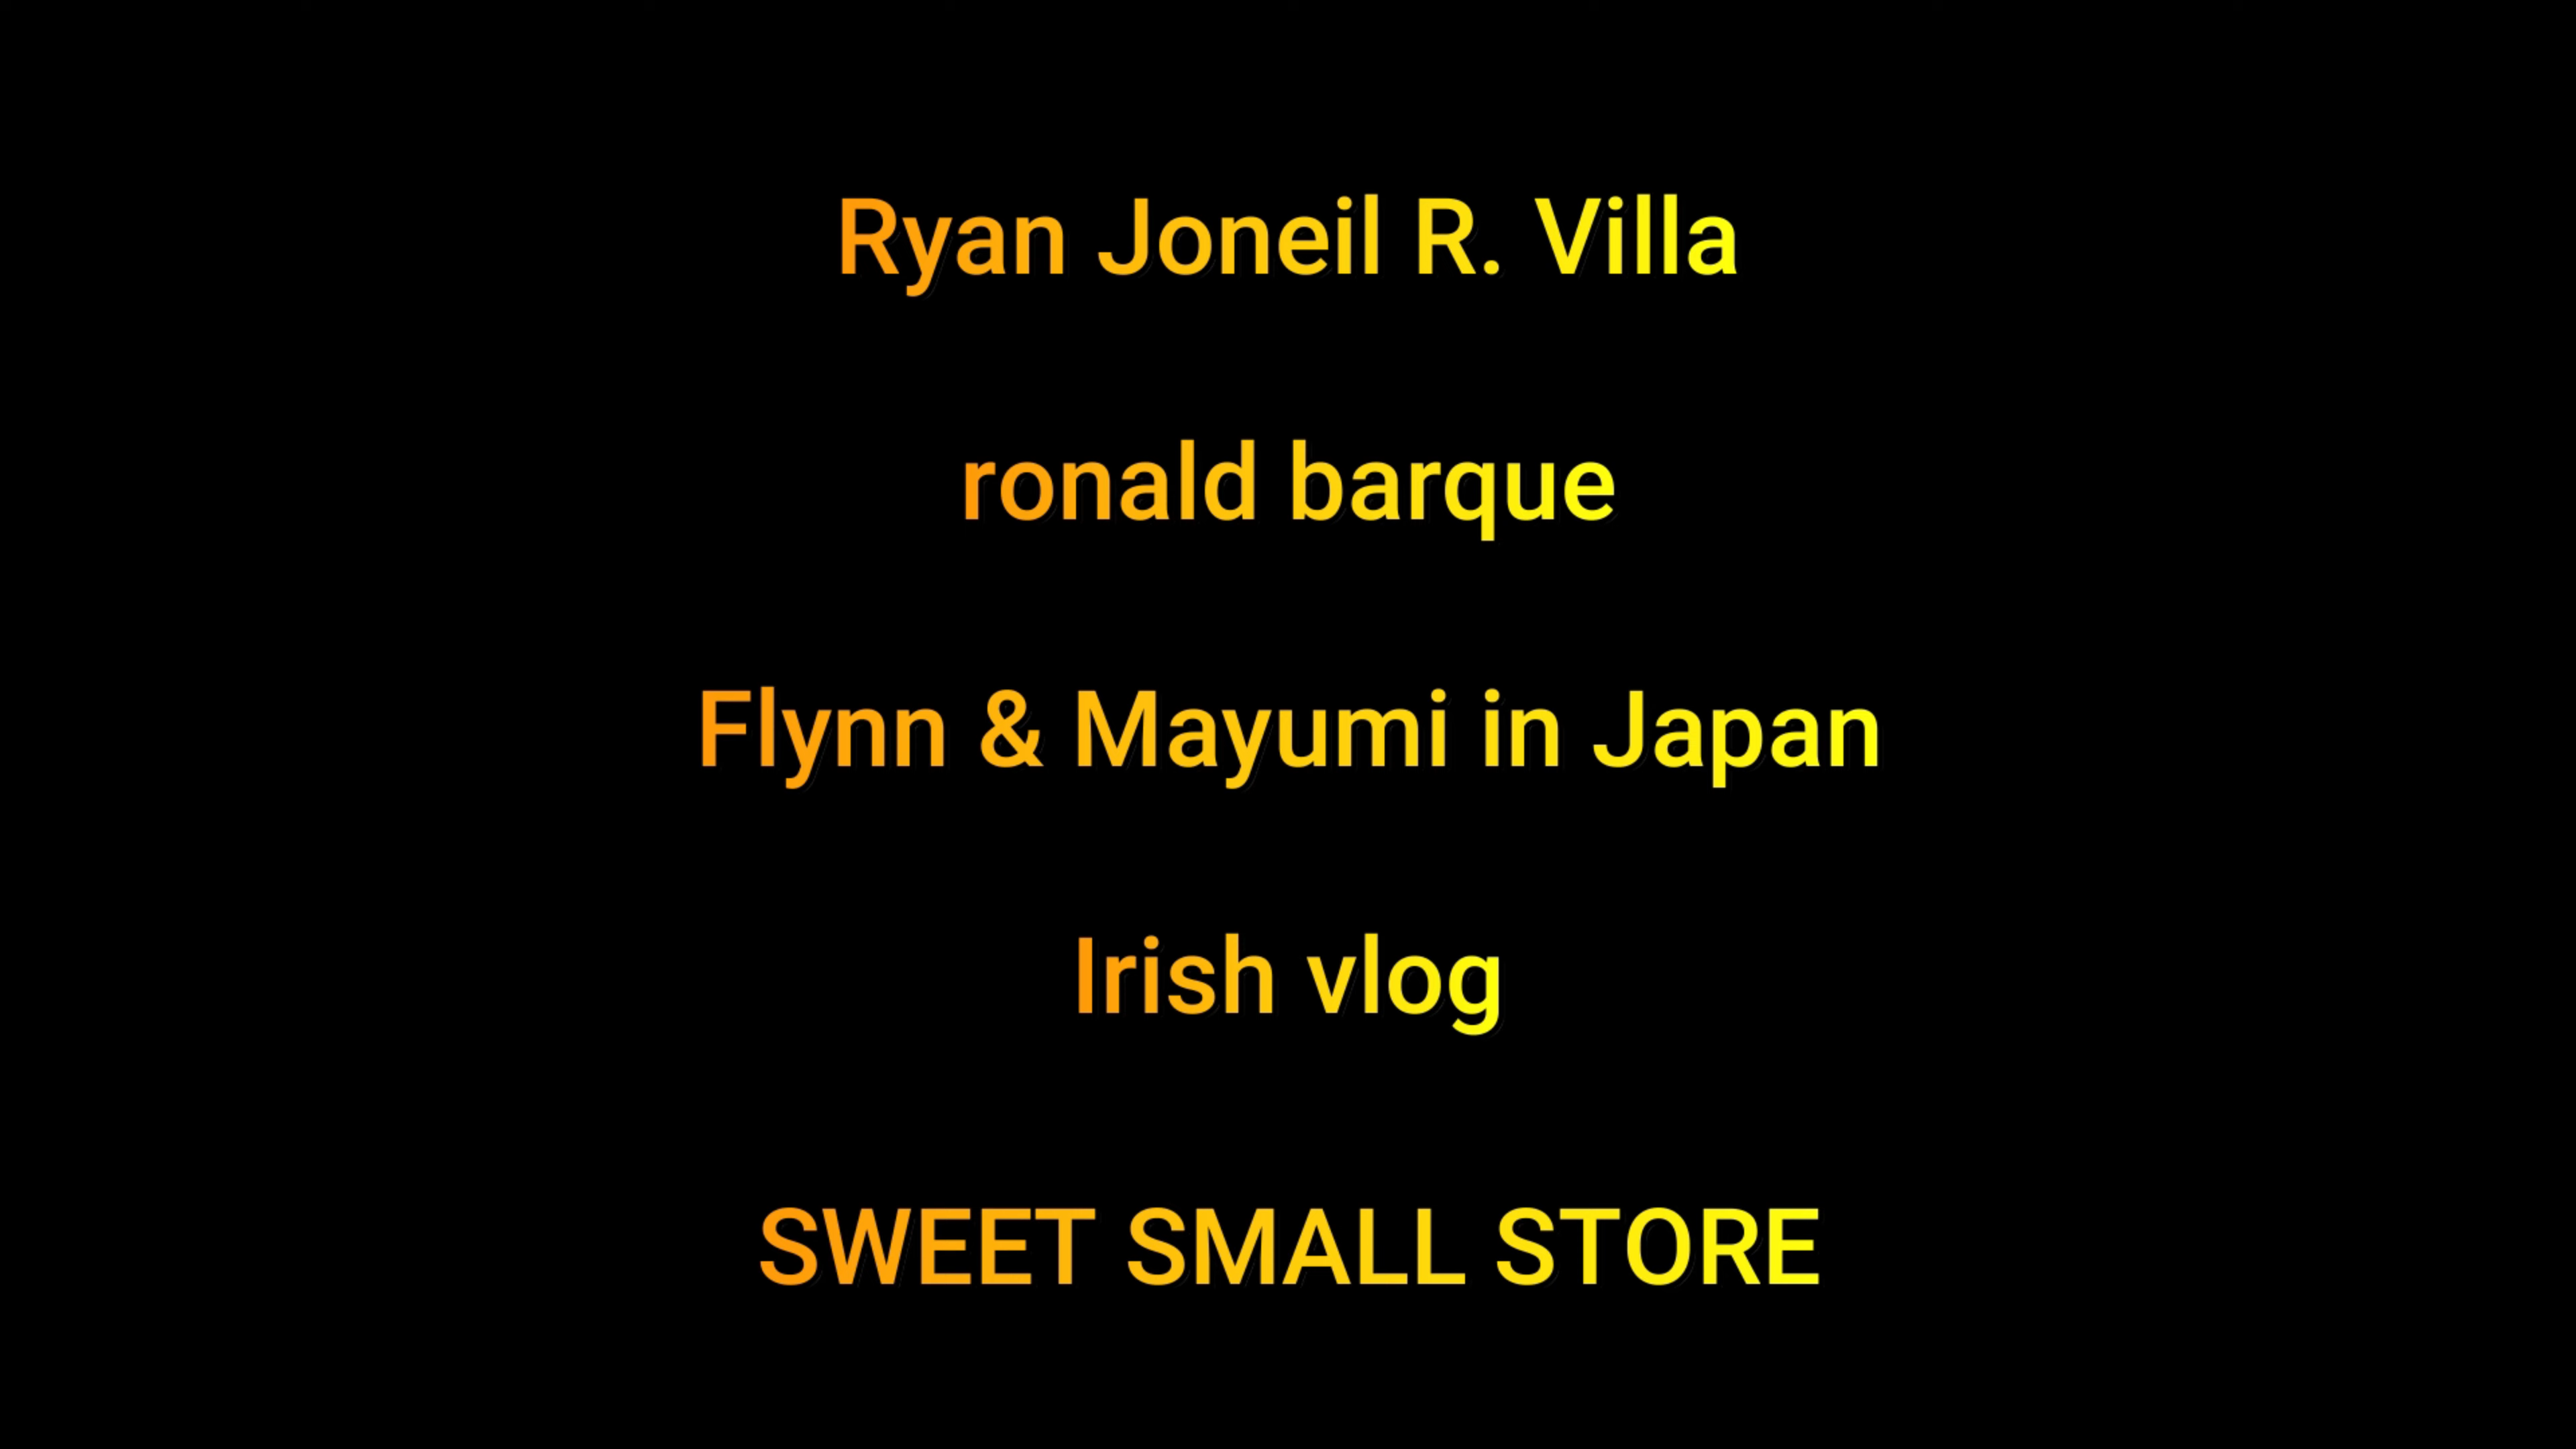 Ryan Joneil R. Villa
ronald barque
Flynn & Mayumi in Japan
Irish vlog
SWEET SMALL STORE